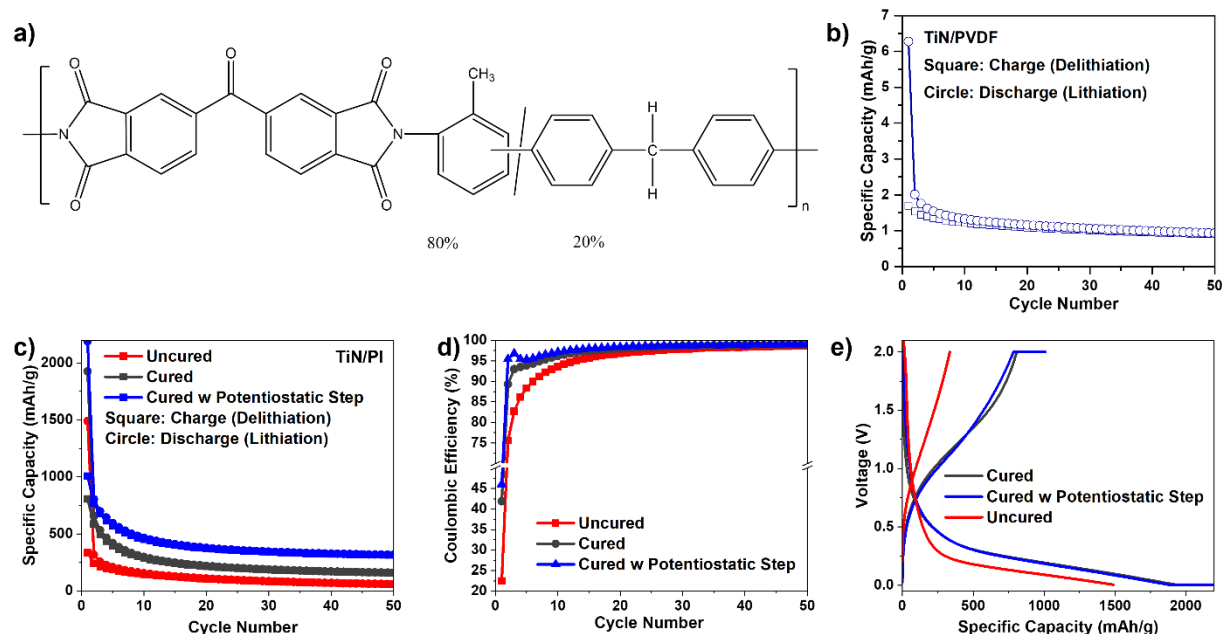 a)
O
O
O
CH3
N
N
O
O
H
C
H
n
80%
20%
b)
TiN/PVDF
Square: Charge (Delithiation)
Circle: Discharge (Lithiation)
Specific Capacity (mAh/g)
7
6
5
4
3
2
1
0
0 10 20 30 40 50
Cycle Number
c)
TiN/PI
Uncured
Cured
Cured w Potentiostatic Step
Square: Charge (Delithiation)
Circle: Discharge (Lithiation)
Specific Capacity (mAh/g)
2000
1500
1000
500
0
0 10 20 30 40 50
Cycle Number
d)
Coulombic Efficiency (%)
100
95
90
85
80
75
50
45
40
35
30
25
20
Uncured
Cured
Cured w Potentiostatic Step
0 10 20 30 40 50
Cycle Number
e)
Voltage (V)
2.0
1.5
1.0
0.5
0.0
Cured
Cured w Potentiostatic Step
Uncured
0 500 1000 1500 2000
Specific Capacity (mAh/g)